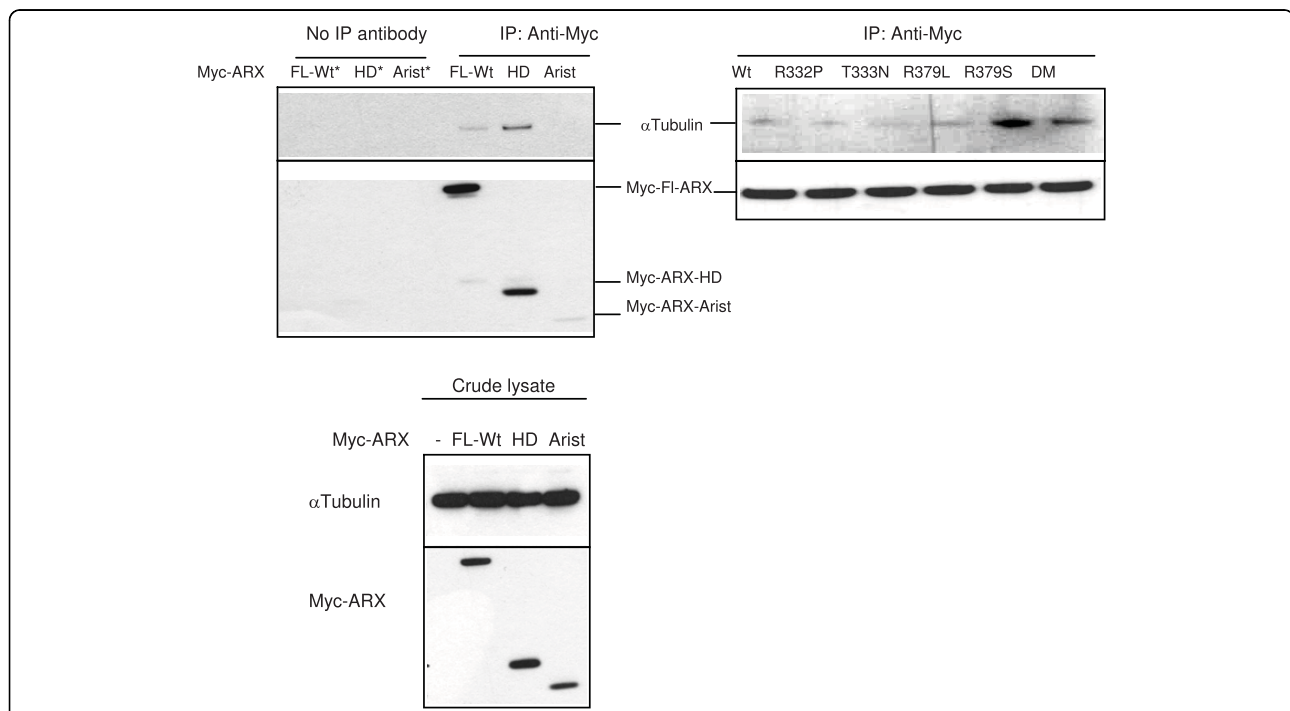 No IP antibody
IP: Anti-Myc
Myc-ARX FL-Wt* HD* Arist* FL-Wt HD Arist
αTubulin
Myc-Fl-ARX
Myc-ARX-HD
Myc-ARX-Arist
IP: Anti-Myc
Wt R332P T333N R379L R379S DM
Crude lysate
Myc-ARX - FL-Wt HD Arist
αTubulin
Myc-ARX